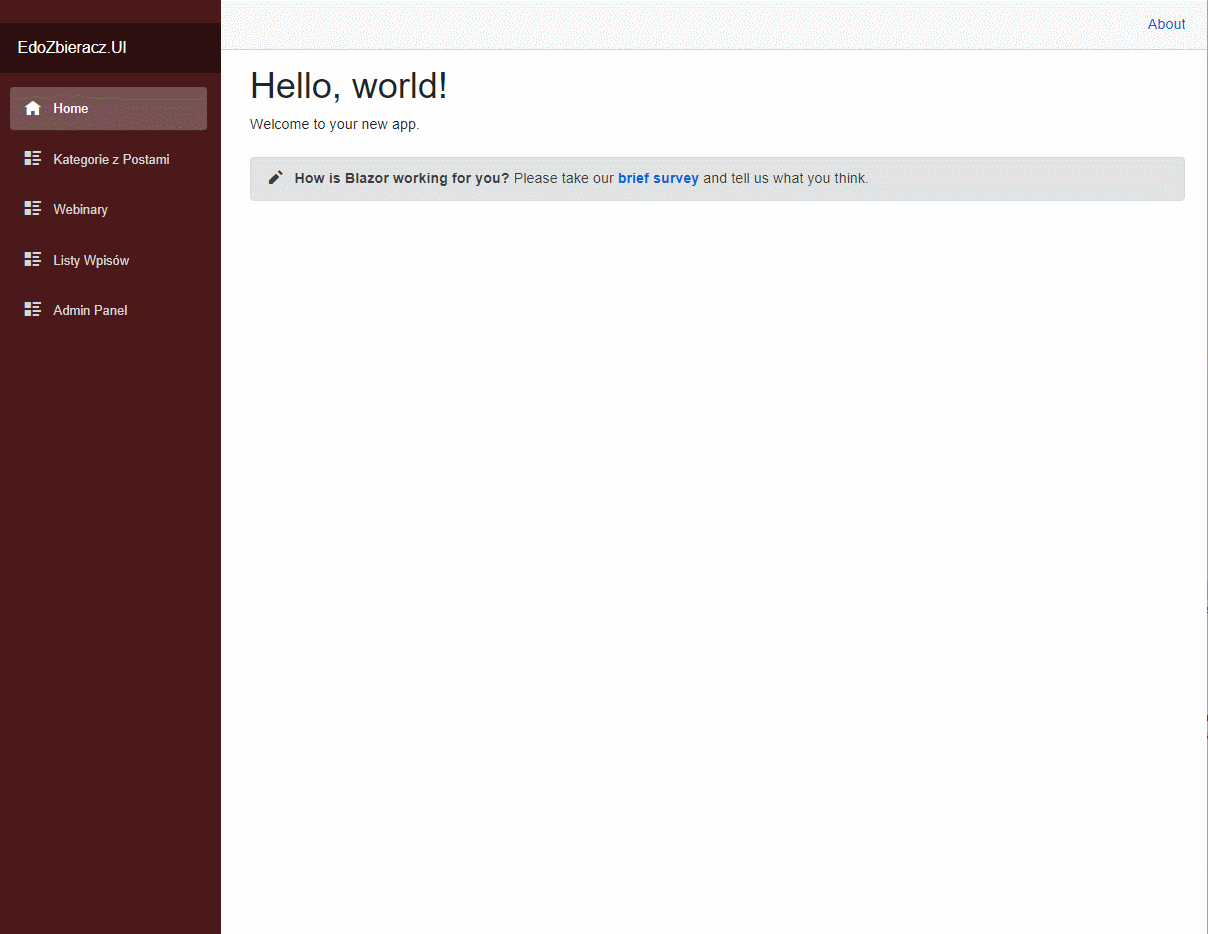 EdoZbieracz.UI
Home
Kategorie z Postami
Webinary
Listy Wpisów
Admin Panel
About
Hello, world!
Welcome to your new app.
How is Blazor working for you? Please take our brief survey and tell us what you think.